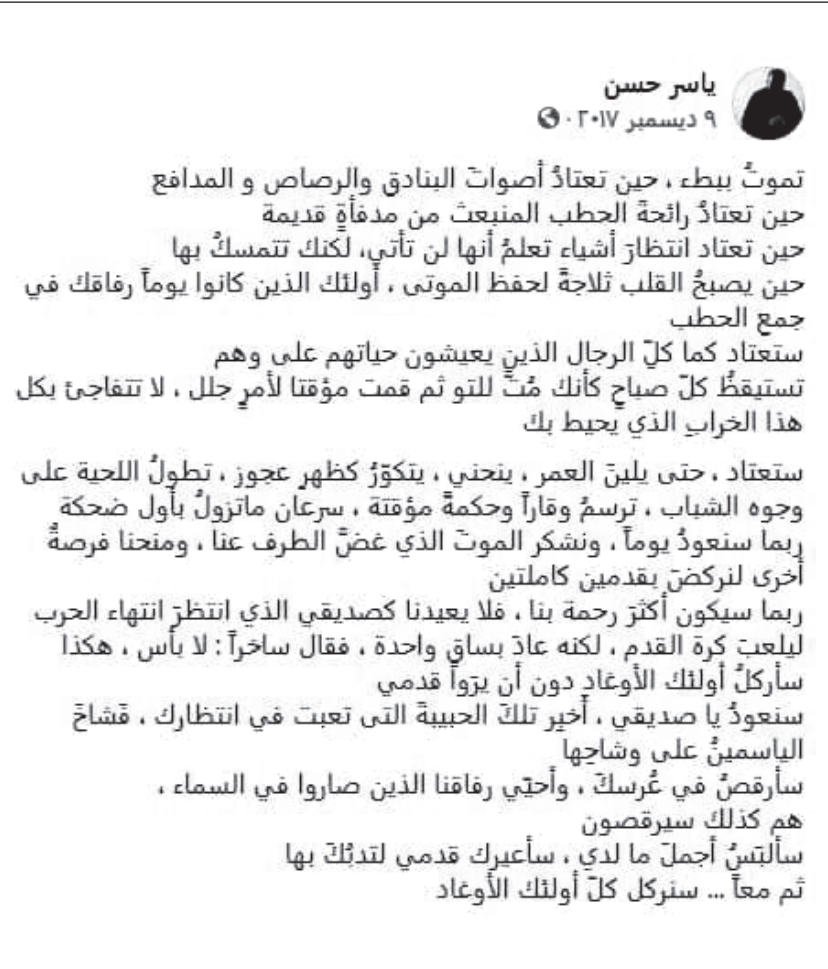 ياسر حسن
٩ ديسمبر ٢٠١٧ ·
تموتُ ببطء ، حين تعتادُ أصواتَ البنادق والرصاص و المدافع
حين تعتادُ رائحةَ الحطب المنبعث من مدفأةٍ قديمة
حين تعتاد انتظارَ أشياء تعلمُ أنها لن تأتي، لكنك تتمسكُ بها
حين يصبحُ القلب ثلاجةً لحفظ الموتى ، أولئك الذين كانوا يوماً رفاقك في
جمع الحطب
ستعتاد كما كلّ الرجال الذين يعيشون حياتهم على وهم
تستيقظُ كلّ صباحٍ كأنك مُتَّ للتو ثم قمت مؤقتا لأمرٍ جلل ، لا تتفاجئ بكل
هذا الخرابِ الذي يحيط بك
ستعتاد ، حتى يلينَ العمر ، ينحني ، يتكوّرُ كظهرِ عجوز ، تطولُ اللحية على
وجوه الشباب ، ترسمُ وقاراً وحكمةً مؤقتة ، سرعان ماتزولُ بأول ضحكة
ربما سنعودُ يوماً ، ونشكر الموتَ الذي غضَّ الطرف عنا ، ومنحنا فرصةً
أخرى لنركضَ بقدمين كاملتين
ربما سيكون أكثرَ رحمة بنا ، فلا يعيدنا كصديقي الذي انتظرَ انتهاء الحرب
ليلعبَ كرة القدم ، لكنه عادَ بساقٍ واحدة ، فقال ساخراً : لا بأس ، هكذا
سأركلُ أولئك الأوغادِ دون أن يرَوا قدمي
سنعودُ يا صديقي ، أخبِر تلكَ الحبيبةَ التى تعبت في انتظارك ، فَشاخَ
الياسمينُ على وشاحِها
سأرقصُ في عُرسكَ ، وأحيّي رفاقنا الذين صاروا في السماء ،
هم كذلك سيرقصون
سألبَسُ أجملَ ما لدي ، سأعيرك قدمي لتدبُكَ بها
ثم معاً ... سنركل كلّ أولئك الأوغاد